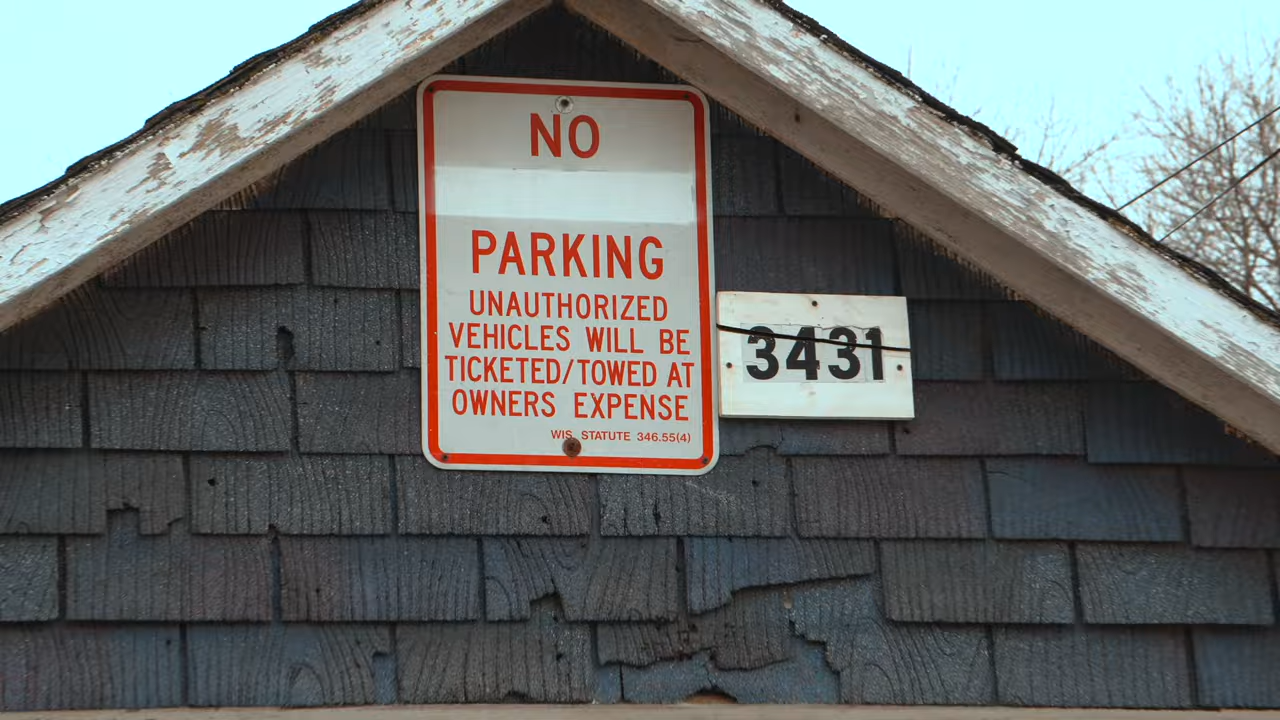 NO
PARKING
UNAUTHORIZED
VEHICLES WILL BE
TICKETED/TOWED AT
OWNERS EXPENSE
WIS. STATUTE 346.55(4)
3431